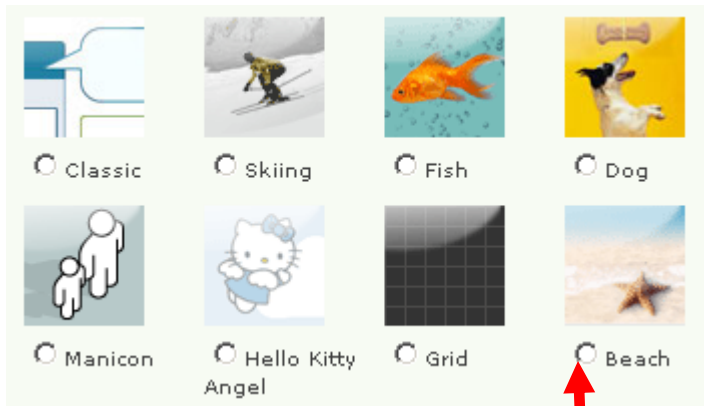 Classic
Skiing
Fish
Dog
Manicon
Hello Kitty
Angel
Grid
Beach